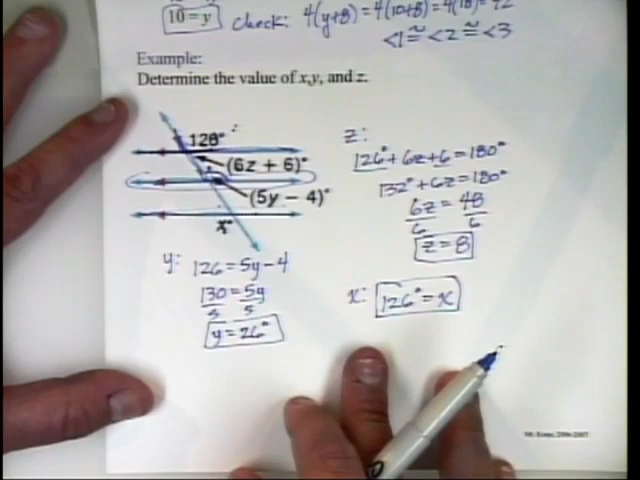 10 = y check: 4(y+8) = 4(10+8) = 4(18) = 72
<1 ≅ <2 ≅ <3
Example:
Determine the value of x,y, and z.
126°
(6z + 6)°
(5y − 4)°
x°
z:
126° + 6z + 6 = 180°
132° + 6z = 180°
6z = 48
6 6
z = 8
y: 126 = 5y - 4
130 = 5y
5 5
y = 26°
x: 126° = x